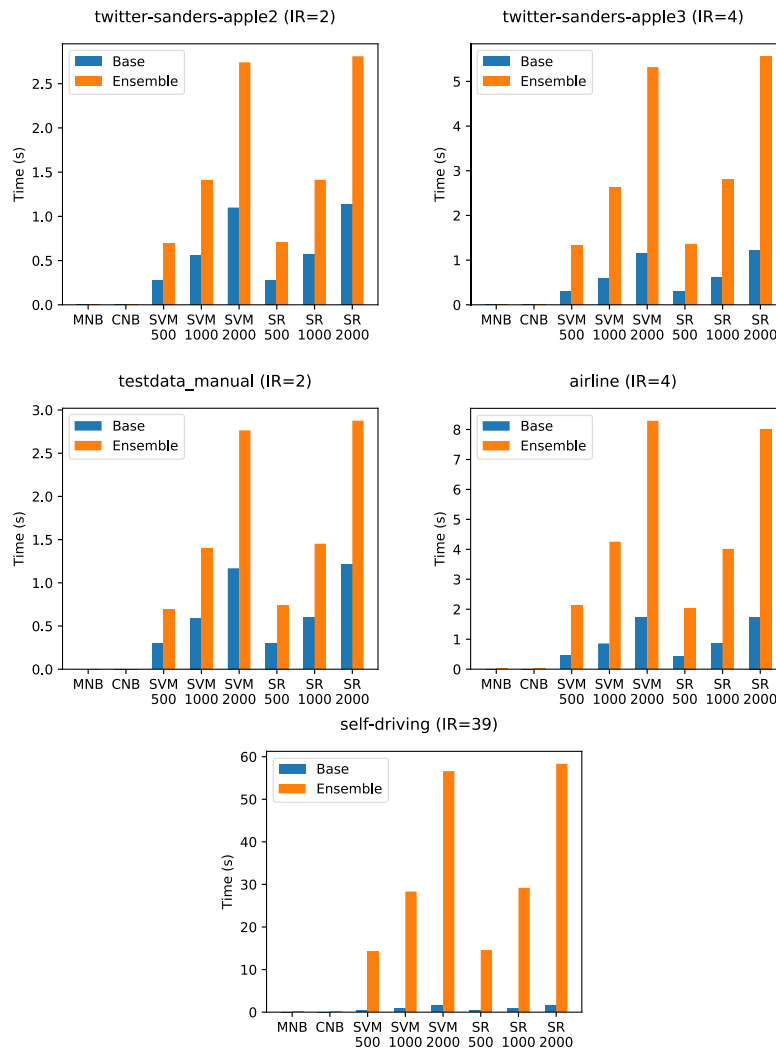 twitter-sanders-apple2 (IR=2)
Base
Ensemble
Time (s)
2.5
2.0
1.5
1.0
0.5
0.0
MNB CNB SVM SVM SVM SR SR SR
500 1000 2000 500 1000 2000
twitter-sanders-apple3 (IR=4)
Base
Ensemble
Time (s)
5
4
3
2
1
0
MNB CNB SVM SVM SVM SR SR SR
500 1000 2000 500 1000 2000
testdata_manual (IR=2)
Base
Ensemble
Time (s)
3.0
2.5
2.0
1.5
1.0
0.5
0.0
MNB CNB SVM SVM SVM SR SR SR
500 1000 2000 500 1000 2000
airline (IR=4)
Base
Ensemble
Time (s)
8
7
6
5
4
3
2
1
0
MNB CNB SVM SVM SVM SR SR SR
500 1000 2000 500 1000 2000
self-driving (IR=39)
Base
Ensemble
Time (s)
60
50
40
30
20
10
0
MNB CNB SVM SVM SVM SR SR SR
500 1000 2000 500 1000 2000